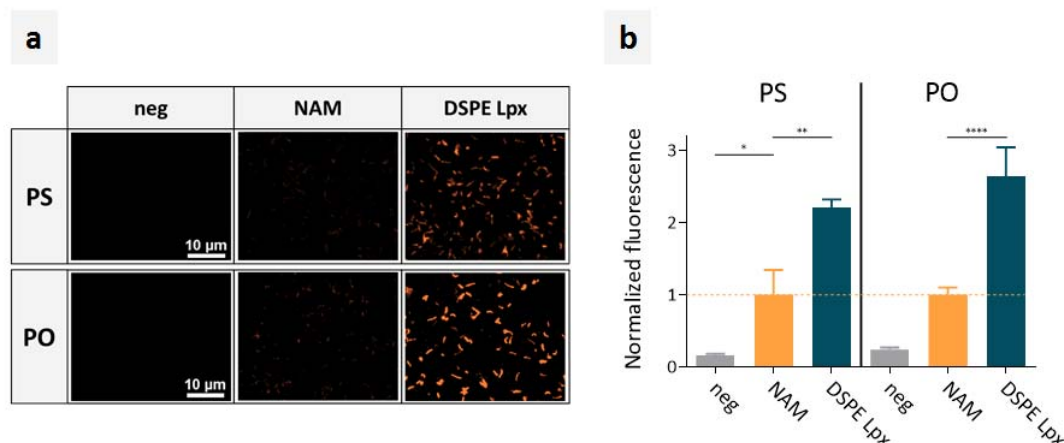 a
neg NAM DSPE Lpx
PS
10 µm
PO
10 µm
b
PS PO
Normalized fluorescence
3
2
1
0
* ** ****
neg NAM DSPE Lpx neg NAM DSPE Lpx